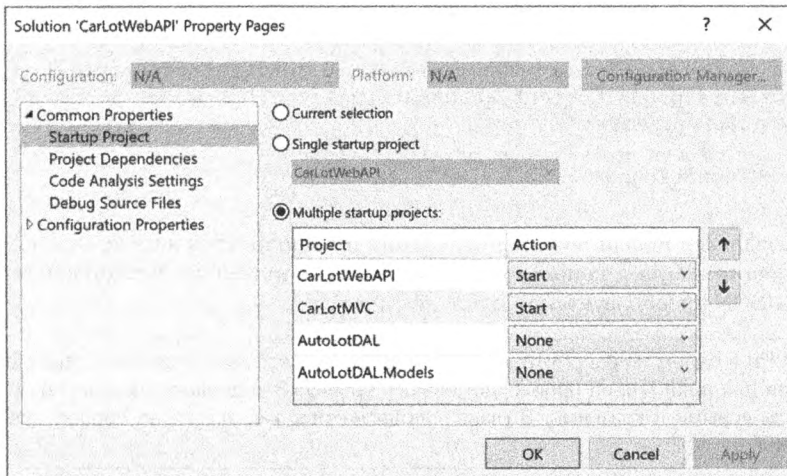 Solution 'CarLotWebAPI' Property Pages ? ×
Configuration: N/A Platform: N/A Configuration Manager...
Common Properties
Startup Project
Project Dependencies
Code Analysis Settings
Debug Source Files
Configuration Properties
Current selection
Single startup project
CarLotWebAPI
Multiple startup projects:
Project Action
CarLotWebAPI Start
CarLotMVC Start
AutoLotDAL None
AutoLotDAL.Models None
OK Cancel Apply